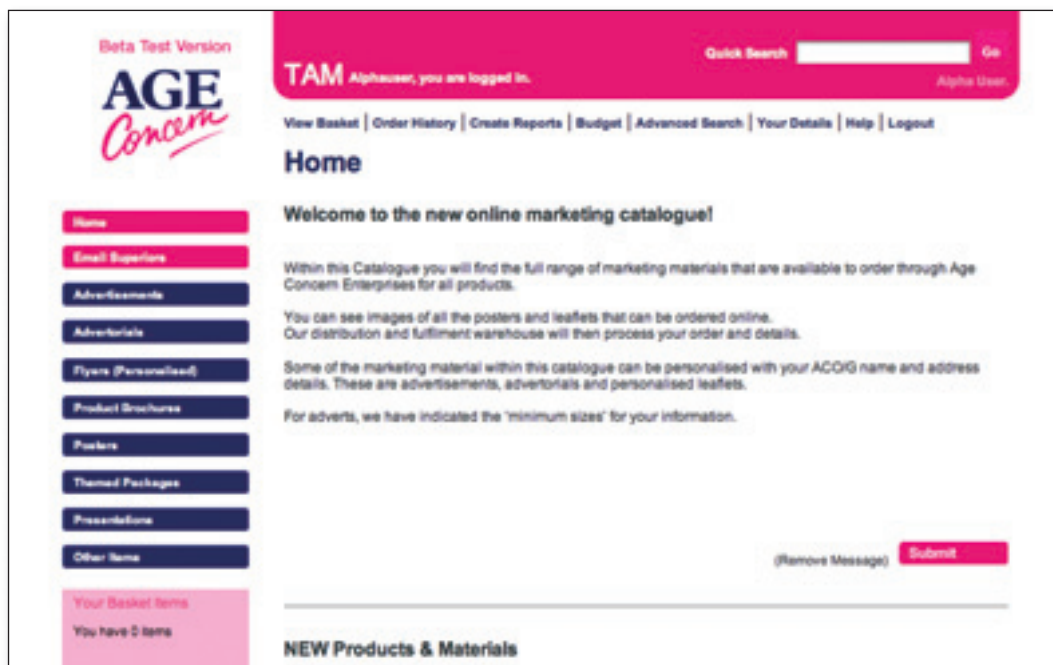 Beta Test Version
AGE
Concern
TAM Alphauser, you are logged in.
Quick Search
Go
Alpha User.
View Basket | Order History | Create Reports | Budget | Advanced Search | Your Details | Help | Logout
Home
Home
Email Superiors
Advertisements
Advertorials
Flyers (Personalised)
Product Brochures
Posters
Themed Packages
Presentations
Other Items
Your Basket Items
You have 0 items
Welcome to the new online marketing catalogue!
Within this Catalogue you will find the full range of marketing materials that are available to order through Age
Concern Enterprises for all products.
You can see images of all the posters and leaflets that can be ordered online.
Our distribution and fulfilment warehouse will then process your order and details.
Some of the marketing material within this catalogue can be personalised with your ACO/G name and address
details. These are advertisements, advertorials and personalised leaflets.
For adverts, we have indicated the 'minimum sizes' for your information.
(Remove Message)
Submit
NEW Products & Materials